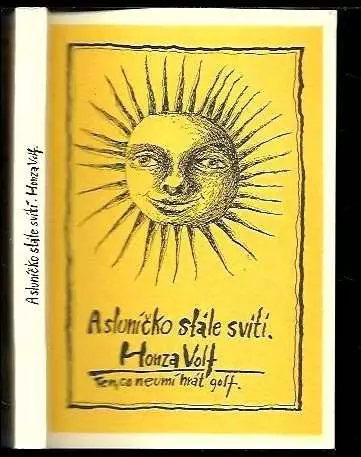 A sluníčko stále svítí. Honza Volf.
A sluníčko stále svítí.
Honza Volf
Ten, co neumí hrát golf.